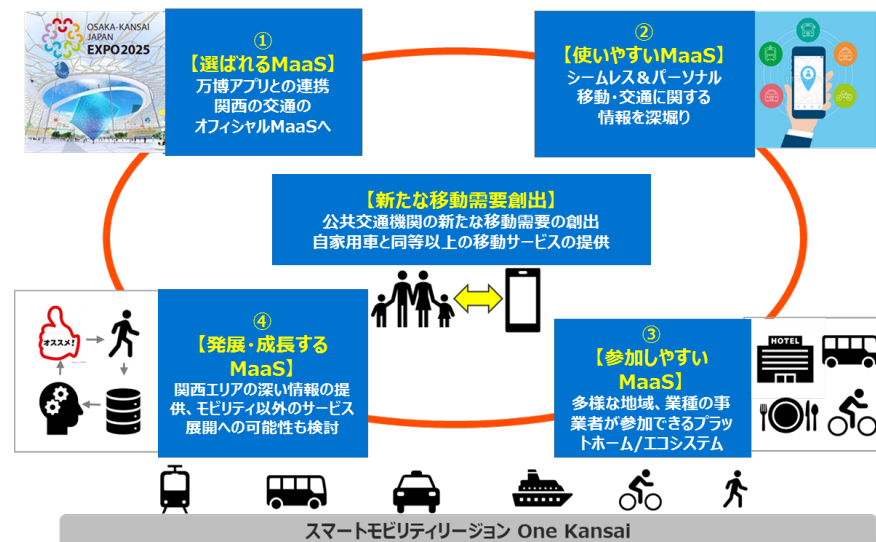 OSAKA-KANSAI
JAPAN
EXPO2025
①
【選ばれるMaaS】
万博アプリとの連携
関西の交通の
オフィシャルMaaSへ
②
【使いやすいMaaS】
シームレス＆パーソナル
移動・交通に関する
情報を深堀り
【新たな移動需要創出】
公共交通機関の新たな移動需要の創出
自家用車と同等以上の移動サービスの提供
④
【発展・成長する
MaaS】
関西エリアの深い情報の提
供、モビリティ以外のサービス
展開への可能性も検討
オススメ!
③
【参加しやすい
MaaS】
多様な地域、業種の事
業者が参加できるプラッ
トホーム/エコシステム
HOTEL
スマートモビリティリージョン One Kansai